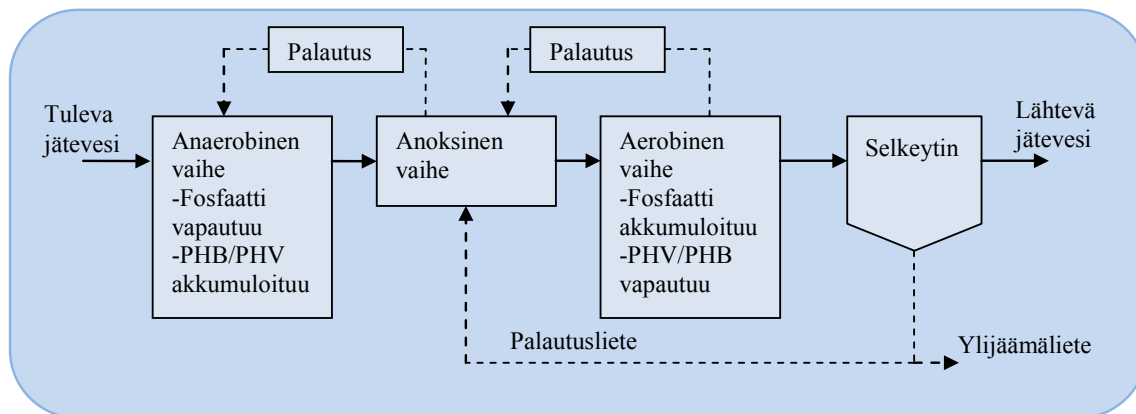 Palautus
Palautus
Tuleva
jätevesi
Anaerobinen
vaihe
-Fosfaatti
vapautuu
-PHB/PHV
akkumuloituu
Anoksinen
vaihe
Aerobinen
vaihe
-Fosfaatti
akkumuloituu
-PHV/PHB
vapautuu
Selkeytin
Lähtevä
jätevesi
Palautusliete
Ylijäämäliete